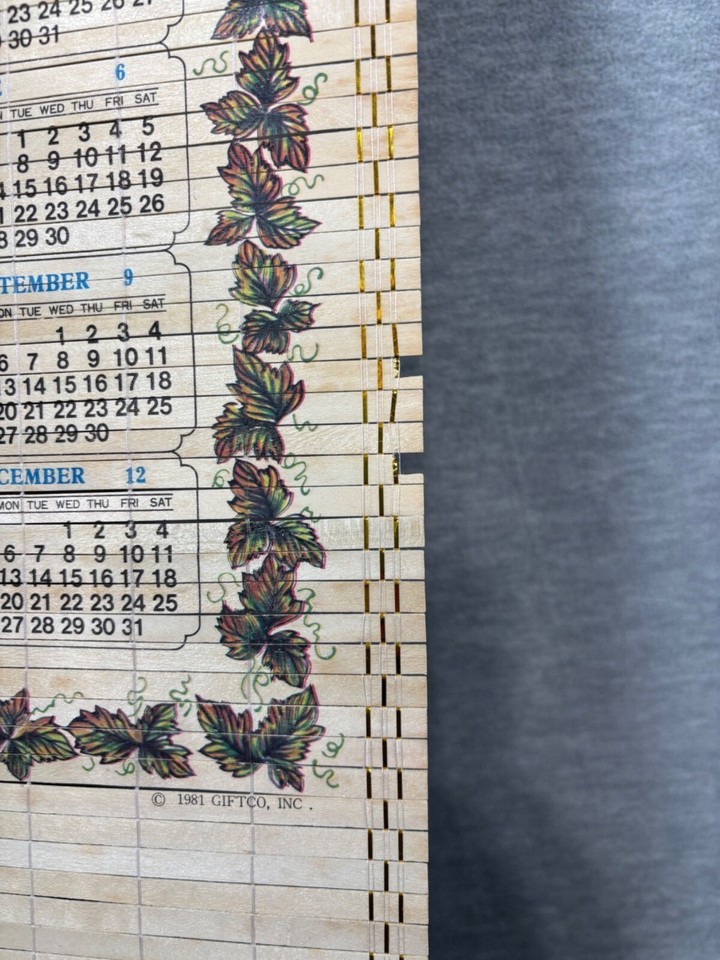 23 24 25 26 27
30 31
6
TUE WED THU FRI SAT
1 2 3 4 5
8 9 10 11 12
15 16 17 18 19
22 23 24 25 26
29 30
TEMBER 9
ON TUE WED THU FRI SAT
1 2 3 4
6 7 8 9 10 11
13 14 15 16 17 18
20 21 22 23 24 25
27 28 29 30
CEMBER 12
MON TUE WED THU FRI SAT
1 2 3 4
6 7 8 9 10 11
13 14 15 16 17 18
20 21 22 23 24 25
27 28 29 30 31
© 1981 GIFTCO, INC .